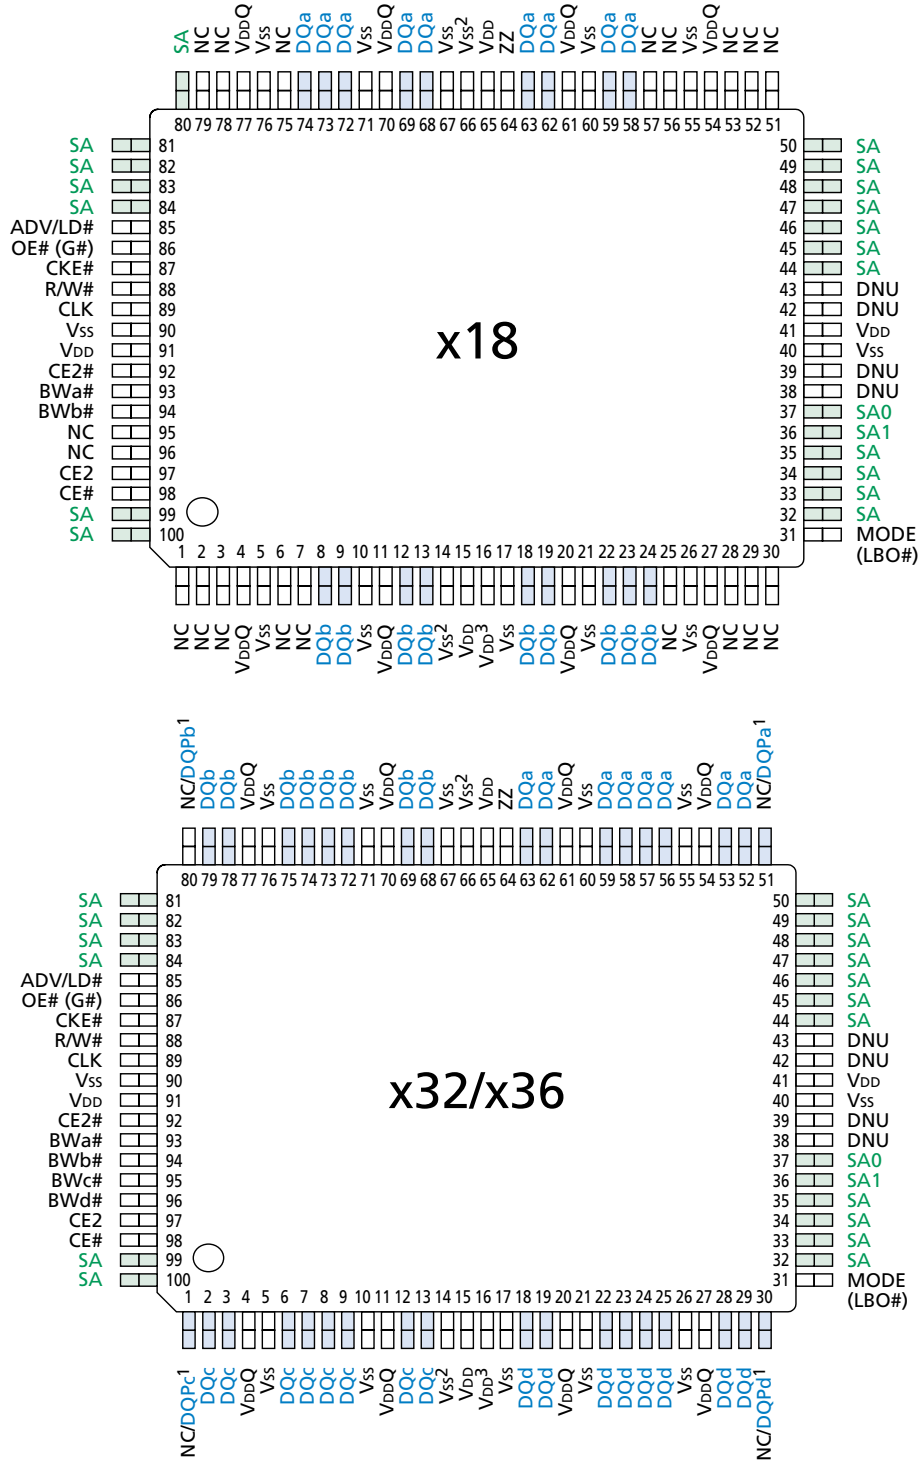 SA NC NC VDDQ Vss NC DQa DQa DQa Vss VDDQ DQa DQa Vss Vss² VDD ZZ DQa DQa VDDQ Vss DQa DQa NC NC Vss VDDQ NC NC NC
80 79 78 77 76 75 74 73 72 71 70 69 68 67 66 65 64 63 62 61 60 59 58 57 56 55 54 53 52 51
SA 81 50 SA
SA 82 49 SA
SA 83 48 SA
SA 84 47 SA
ADV/LD# 85 46 SA
OE# (G#) 86 45 SA
CKE# 87 44 SA
R/W# 88 43 DNU
CLK 89 42 DNU
Vss 90 41 VDD
x18
VDD 91 40 Vss
CE2# 92 39 DNU
BWa# 93 38 DNU
BWb# 94 37 SA0
NC 95 36 SA1
NC 96 35 SA
CE2 97 34 SA
CE# 98 33 SA
SA 99 32 SA
SA 100 31 MODE
(LBO#)
1 2 3 4 5 6 7 8 9 10 11 12 13 14 15 16 17 18 19 20 21 22 23 24 25 26 27 28 29 30
NC NC NC VDDQ Vss NC NC DQb DQb Vss VDDQ DQb DQb Vss² VDD VDD³ Vss DQb DQb VDDQ Vss DQb DQb DQb NC Vss VDDQ NC NC NC
NC/DQPb¹ DQb DQb VDDQ Vss DQb DQb DQb DQb Vss VDDQ DQb DQb Vss Vss² VDD ZZ DQa DQa VDDQ Vss DQa DQa DQa DQa Vss VDDQ DQa DQa NC/DQPa¹
80 79 78 77 76 75 74 73 72 71 70 69 68 67 66 65 64 63 62 61 60 59 58 57 56 55 54 53 52 51
SA 81 50 SA
SA 82 49 SA
SA 83 48 SA
SA 84 47 SA
ADV/LD# 85 46 SA
OE# (G#) 86 45 SA
CKE# 87 44 SA
R/W# 88 43 DNU
CLK 89 42 DNU
Vss 90 41 VDD
x32/x36
VDD 91 40 Vss
CE2# 92 39 DNU
BWa# 93 38 DNU
BWb# 94 37 SA0
BWc# 95 36 SA1
BWd# 96 35 SA
CE2 97 34 SA
CE# 98 33 SA
SA 99 32 SA
SA 100 31 MODE
(LBO#)
1 2 3 4 5 6 7 8 9 10 11 12 13 14 15 16 17 18 19 20 21 22 23 24 25 26 27 28 29 30
NC/DQPc¹ DQc DQc VDDQ Vss DQc DQc DQc DQc Vss VDDQ DQc DQc Vss² VDD VDD³ Vss DQd DQd VDDQ Vss DQd DQd DQd DQd Vss VDDQ DQd DQd NC/DQPd¹